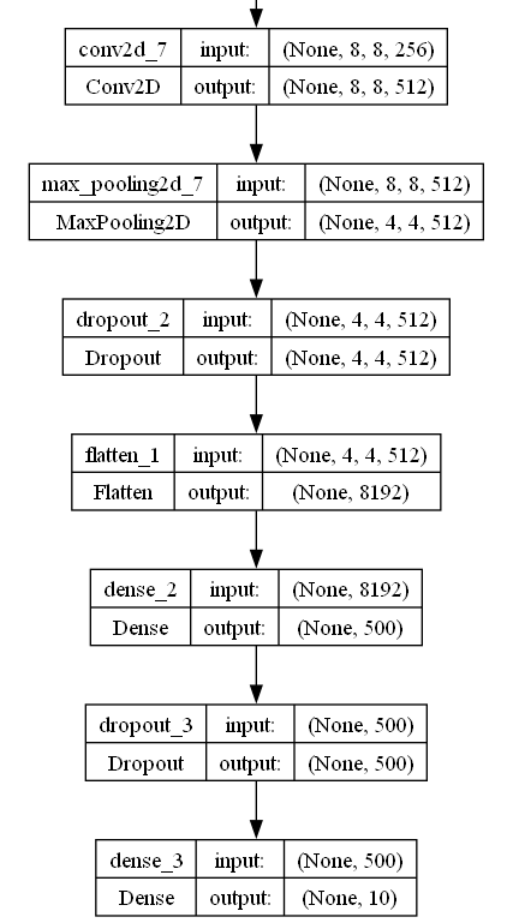 conv2d_7 input: (None, 8, 8, 256)
Conv2D output: (None, 8, 8, 512)
max_pooling2d_7 input: (None, 8, 8, 512)
MaxPooling2D output: (None, 4, 4, 512)
dropout_2 input: (None, 4, 4, 512)
Dropout output: (None, 4, 4, 512)
flatten_1 input: (None, 4, 4, 512)
Flatten output: (None, 8192)
dense_2 input: (None, 8192)
Dense output: (None, 500)
dropout_3 input: (None, 500)
Dropout output: (None, 500)
dense_3 input: (None, 500)
Dense output: (None, 10)